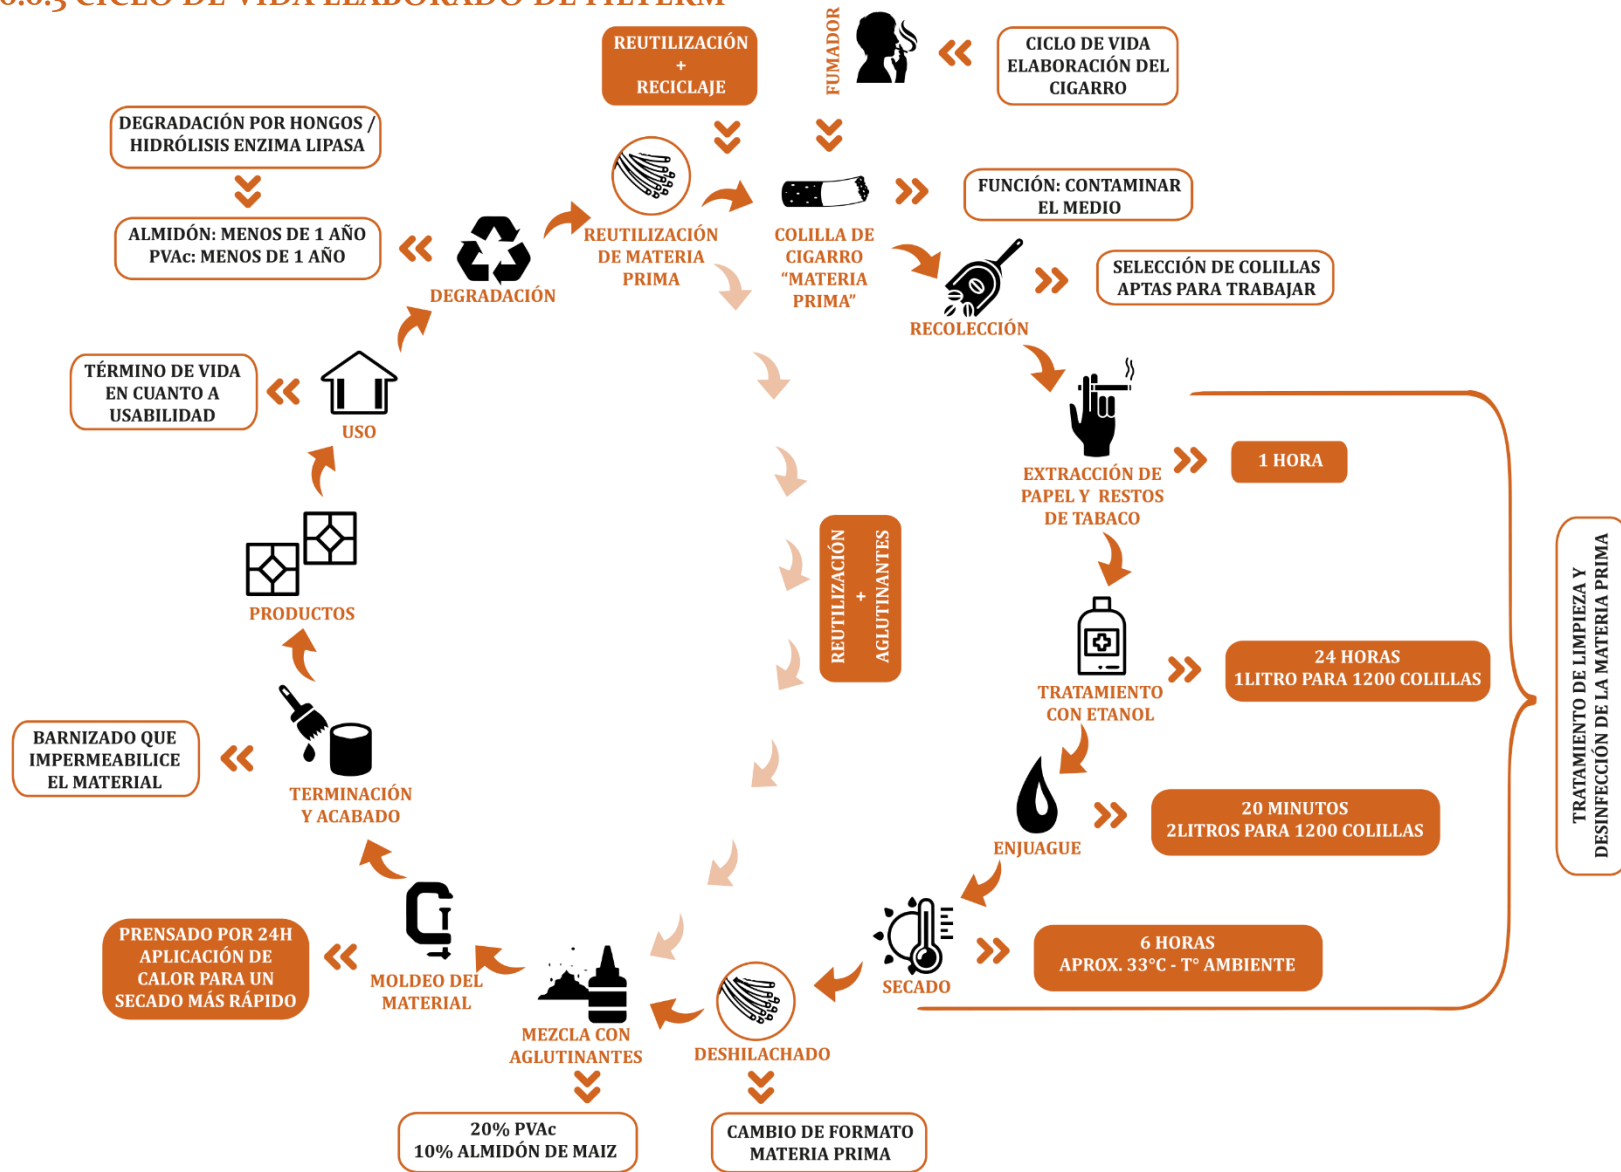 CICLO DE VIDA ELABORADO DE
REUTILIZACIÓN
+
RECICLAJE
FUMADOR
CICLO DE VIDA
ELABORACIÓN DEL
CIGARRO
DEGRADACIÓN POR HONGOS /
HIDRÓLISIS ENZIMA LIPASA
ALMIDÓN: MENOS DE 1 AÑO
PVAc: MENOS DE 1 AÑO
DEGRADACIÓN
REUTILIZACIÓN
DE MATERIA
PRIMA
COLILLA DE
CIGARRO
“MATERIA
PRIMA”
FUNCIÓN: CONTAMINAR
EL MEDIO
RECOLECCIÓN
SELECCIÓN DE COLILLAS
APTAS PARA TRABAJAR
EXTRACCIÓN DE
PAPEL Y RESTOS
DE TABACO
1 HORA
TRATAMIENTO
CON ETANOL
24 HORAS
1LITRO PARA 1200 COLILLAS
ENJUAGUE
20 MINUTOS
2LITROS PARA 1200 COLILLAS
SECADO
6 HORAS
APROX. 33°C - T° AMBIENTE
TRATAMIENTO DE LIMPIEZA Y
DESINFECCIÓN DE LA MATERIA PRIMA
DESHILACHADO
CAMBIO DE FORMATO
MATERIA PRIMA
MEZCLA CON
AGLUTINANTES
20% PVAc
10% ALMIDÓN DE MAIZ
REUTILIZACIÓN
+
AGLUTINANTES
MOLDEO DEL
MATERIAL
PRENSADO POR 24H
APLICACIÓN DE
CALOR PARA UN
SECADO MÁS RÁPIDO
TERMINACIÓN
Y ACABADO
BARNIZADO QUE
IMPERMEABILICE
EL MATERIAL
PRODUCTOS
USO
TÉRMINO DE VIDA
EN CUANTO A
USABILIDAD